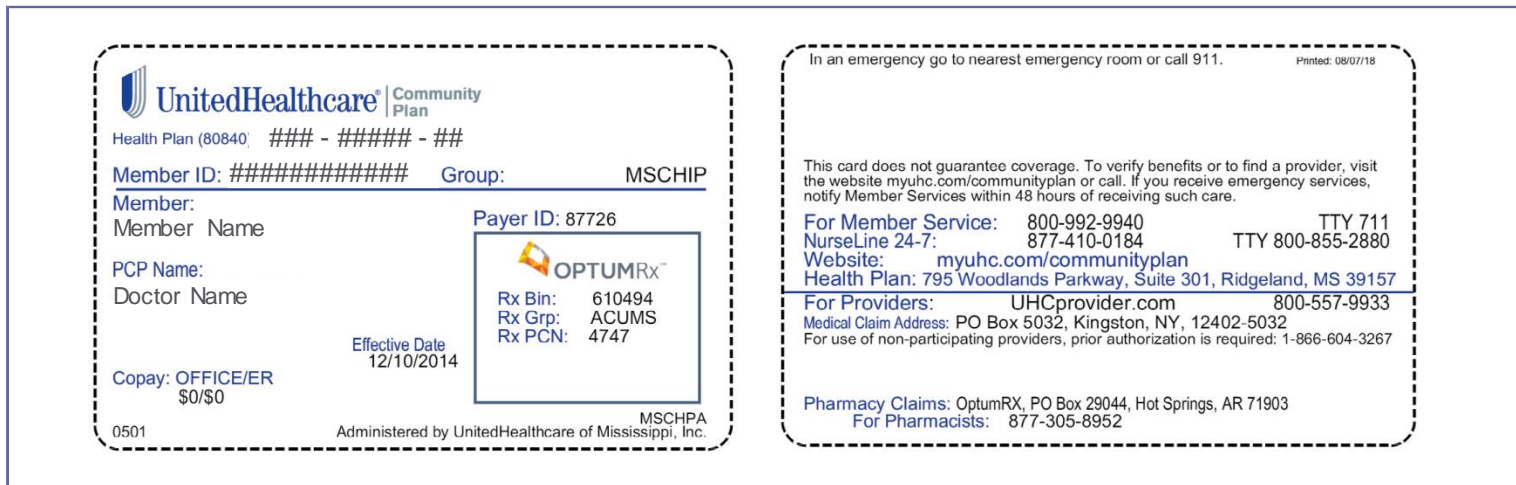 UnitedHealthcare® Community Plan
Health Plan (80840) ### - ##### - ##
Member ID: ############ Group: MSCHIP
Member:
Member Name
Payer ID: 87726
PCP Name:
Doctor Name
OPTUMRx™
Rx Bin: 610494
Rx Grp: ACUMS
Rx PCN: 4747
Effective Date
12/10/2014
Copay: OFFICE/ER
$0/$0
MSCHPA
0501 Administered by UnitedHealthcare of Mississippi, Inc.
In an emergency go to nearest emergency room or call 911. Printed: 08/07/18
This card does not guarantee coverage. To verify benefits or to find a provider, visit
the website myuhc.com/communityplan or call. If you receive emergency services,
notify Member Services within 48 hours of receiving such care.
For Member Service: 800-992-9940 TTY 711
NurseLine 24-7: 877-410-0184 TTY 800-855-2880
Website: myuhc.com/communityplan
Health Plan: 795 Woodlands Parkway, Suite 301, Ridgeland, MS 39157
For Providers: UHCprovider.com 800-557-9933
Medical Claim Address: PO Box 5032, Kingston, NY, 12402-5032
For use of non-participating providers, prior authorization is required: 1-866-604-3267
Pharmacy Claims: OptumRX, PO Box 29044, Hot Springs, AR 71903
For Pharmacists: 877-305-8952